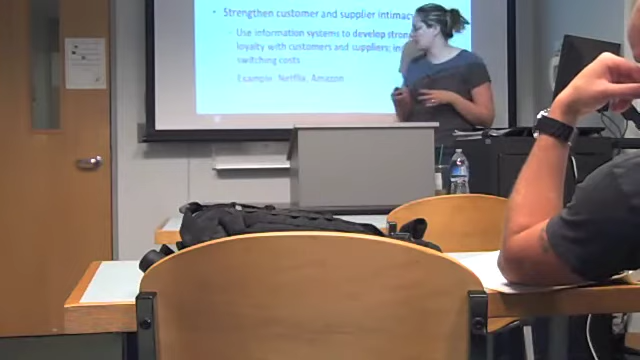 Strengthen customer and supplier intimac
Use information systems to develop stron
loyalty with customers and suppliers; in
switching costs
Example: Netflix, Amazon